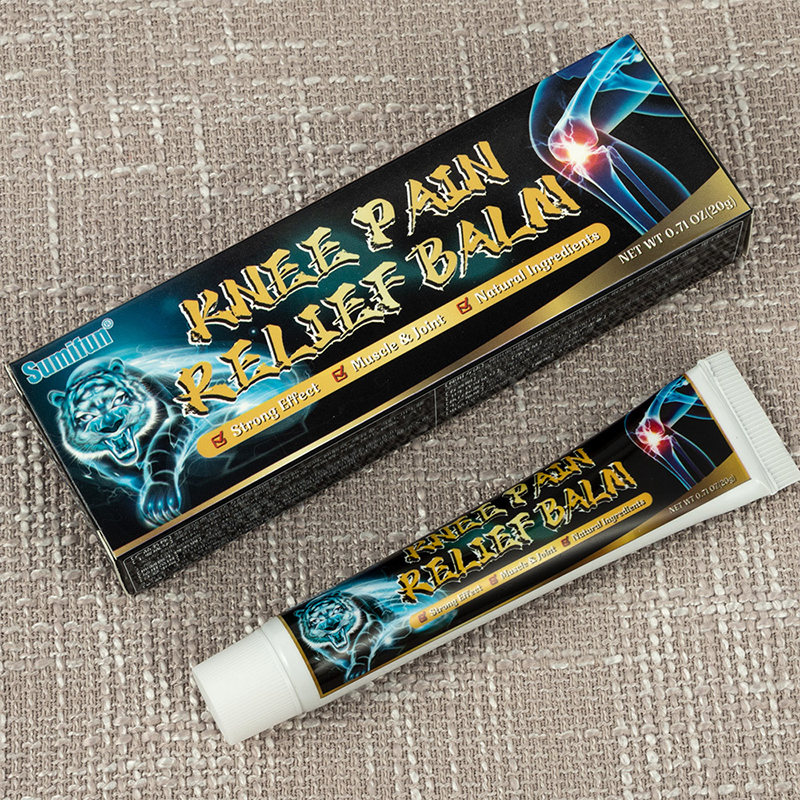 Sumifun®
KNEE PAIN
RELIEF BALM
Strong Effect Muscle & Joint Natural Ingredients
NET WT 0.71 OZ(20g)
KNEE PAIN
RELIEF BALM
Strong Effect Muscle & Joint Natural Ingredients
NET WT 0.71 OZ(20g)